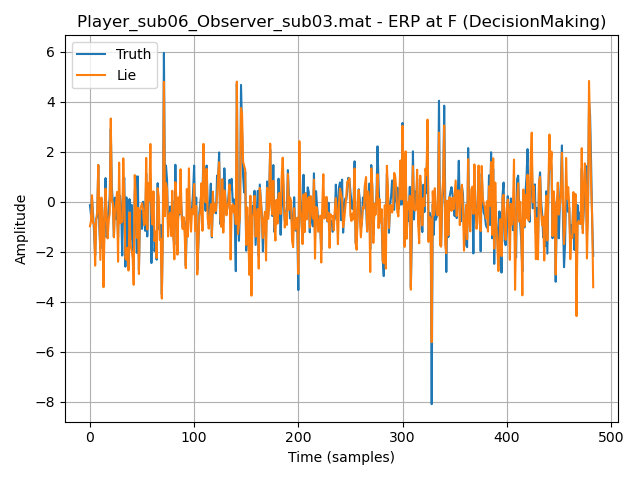 Player_sub06_Observer_sub03.mat - ERP at F (DecisionMaking)
Truth
Lie
Amplitude
6
4
2
0
−2
−4
−6
−8
0 100 200 300 400 500
Time (samples)